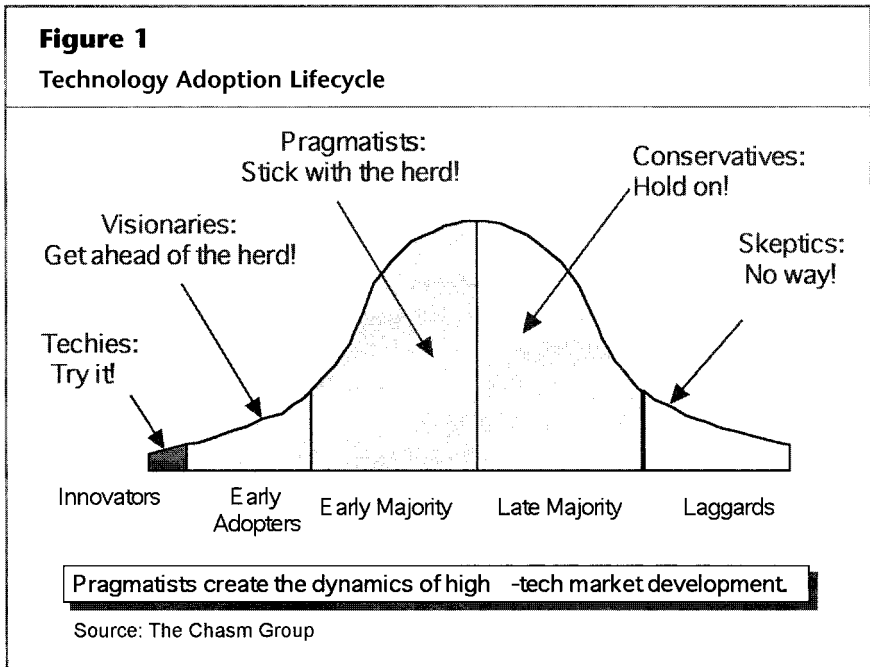 Figure 1
Technology Adoption Lifecycle
Pragmatists:
Stick with the herd!
Conservatives:
Hold on!
Visionaries:
Get ahead of the herd!
Skeptics:
No way!
Techies:
Try it!
Innovators
Early
Adopters
Early Majority
Late Majority
Laggards
Pragmatists create the dynamics of high -tech market development.
Source: The Chasm Group